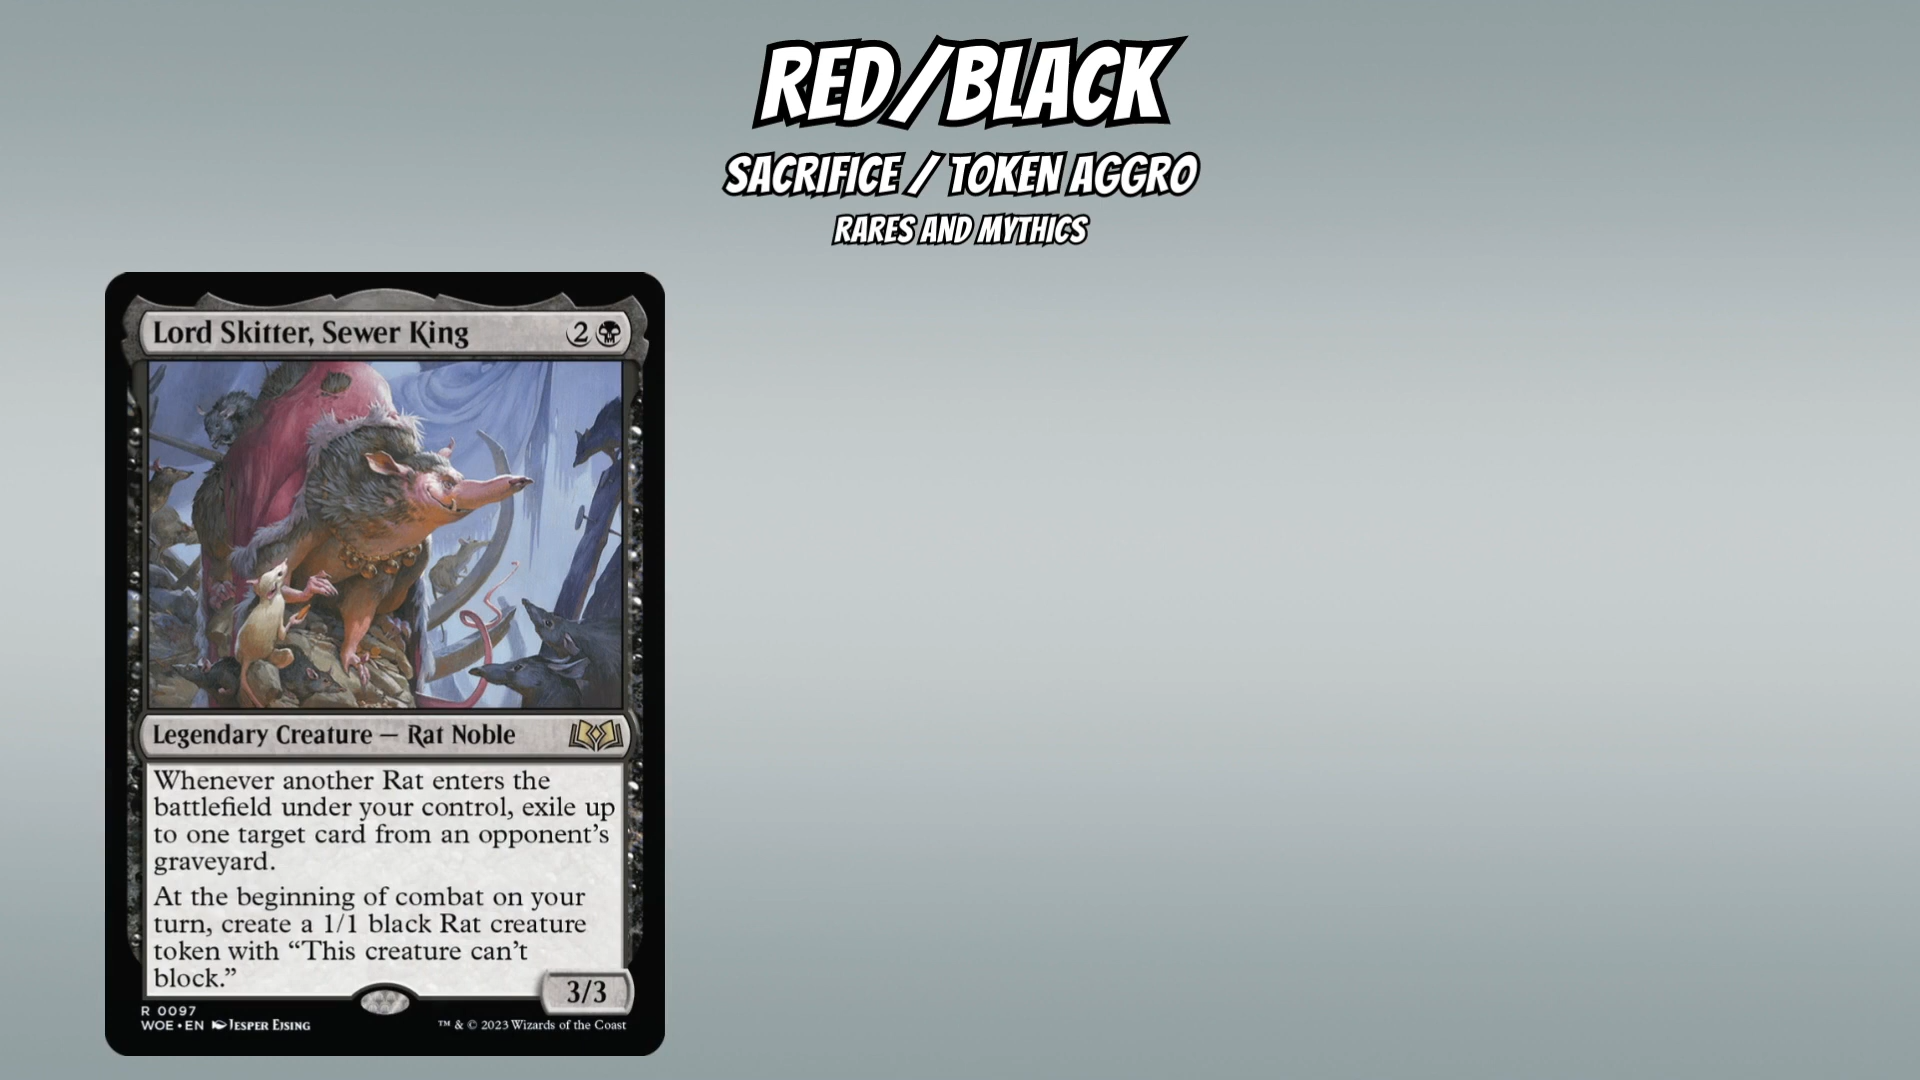 RED/BLACK
SACRIFICE / TOKEN AGGRO
RARES AND MYTHICS
Lord Skitter, Sewer King 2
Legendary Creature — Rat Noble
Whenever another Rat enters the
battlefield under your control, exile up
to one target card from an opponent's
graveyard.
At the beginning of combat on your
turn, create a 1/1 black Rat creature
token with “This creature can't
block.”
3/3
R 0097
WOE • EN JESPER EJSING
™ & © 2023 Wizards of the Coast